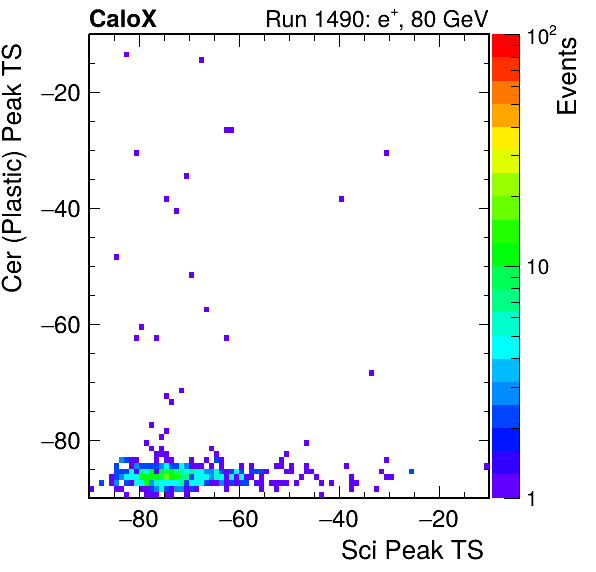 CaloX Run 1490: e⁺, 80 GeV
Cer (Plastic) Peak TS
−20
−40
−60
−80
−80 −60 −40 −20
Sci Peak TS
10²
10
1
Events